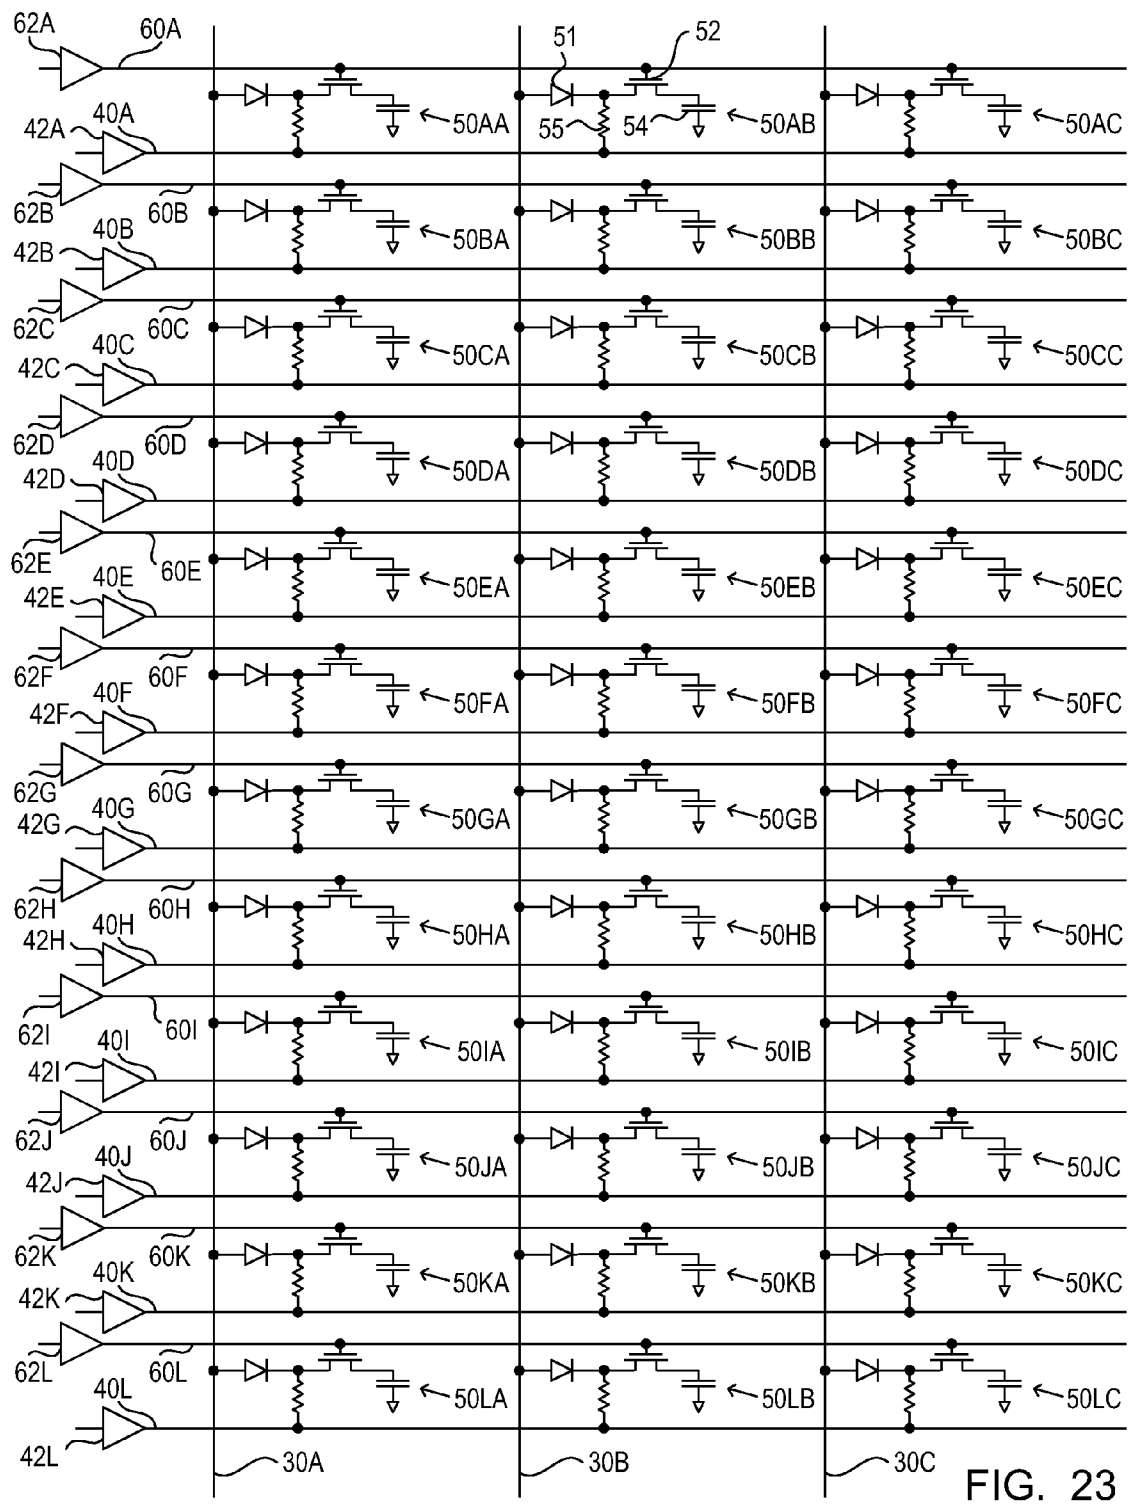 62A 60A 51 52
42A 40A 55 54 50AA 50AB 50AC
62B 60B
42B 40B 50BA 50BB 50BC
62C 60C
42C 40C 50CA 50CB 50CC
62D 60D
42D 40D 50DA 50DB 50DC
62E 60E
42E 40E 50EA 50EB 50EC
62F 60F
42F 40F 50FA 50FB 50FC
62G 60G
42G 40G 50GA 50GB 50GC
62H 60H
42H 40H 50HA 50HB 50HC
62I 60I
42I 40I 50IA 50IB 50IC
62J 60J
42J 40J 50JA 50JB 50JC
62K 60K
42K 40K 50KA 50KB 50KC
62L 60L
40L 50LA 50LB 50LC
42L 30A 30B 30C
FIG. 23